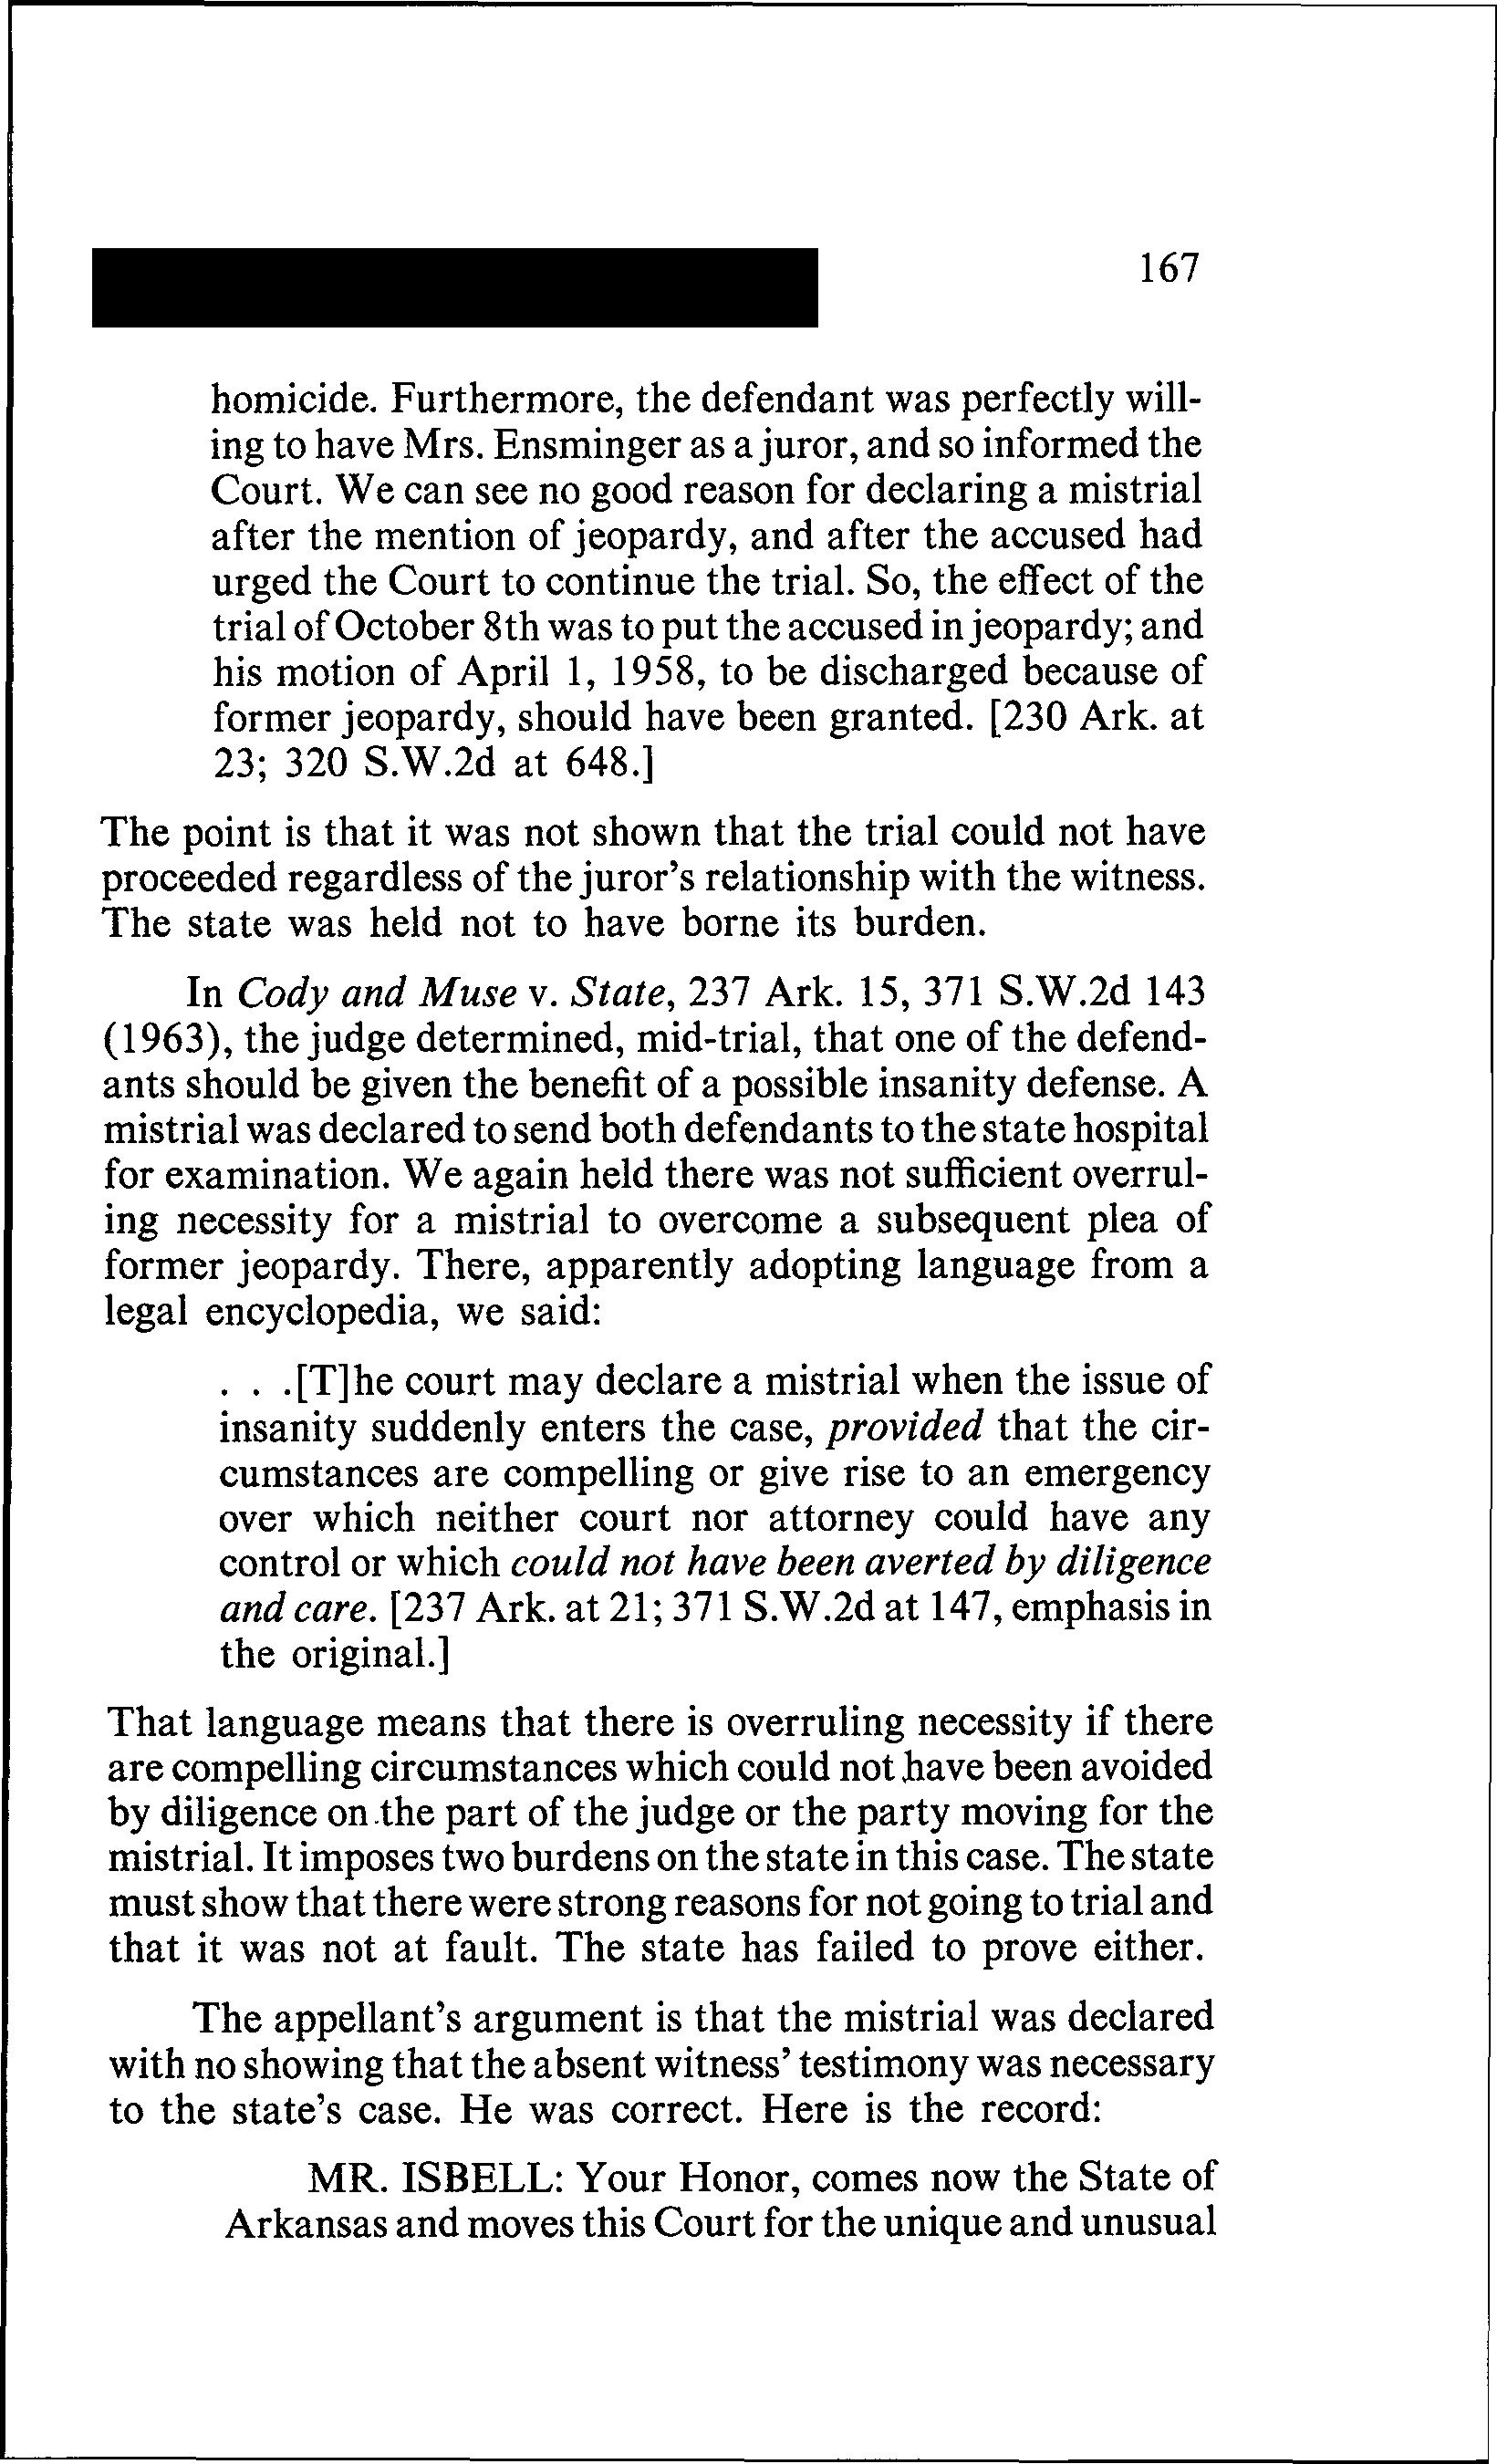 167
homicide. Furthermore, the defendant was perfectly will-
ing to have Mrs. Ensminger as a juror, and so informed the
Court. We can see no good reason for declaring a mistrial
after the mention of jeopardy, and after the accused had
urged the Court to continue the trial. So, the effect of the
trial of October 8th was to put the accused in jeopardy; and
his motion of April 1, 1958, to be discharged because of
former jeopardy, should have been granted. [230 Ark. at
23; 320 S.W.2d at 648.]
The point is that it was not shown that the trial could not have
proceeded regardless of the juror's relationship with the witness.
The state was held not to have borne its burden.
In Cody and Muse v. State, 237 Ark. 15, 371 S.W.2d 143
(1963), the judge determined, mid-trial, that one of the defend-
ants should be given the benefit of a possible insanity defense. A
mistrial was declared to send both defendants to the state hospital
for examination. We again held there was not sufficient overrul-
ing necessity for a mistrial to overcome a subsequent plea of
former jeopardy. There, apparently adopting language from a
legal encyclopedia, we said:
. . .[T]he court may declare a mistrial when the issue of
insanity suddenly enters the case, provided that the cir-
cumstances are compelling or give rise to an emergency
over which neither court nor attorney could have any
control or which could not have been averted by diligence
and care. [237 Ark. at 21; 371 S.W.2d at 147, emphasis in
the original.]
That language means that there is overruling necessity if there
are compelling circumstances which could not have been avoided
by diligence on the part of the judge or the party moving for the
mistrial. It imposes two burdens on the state in this case. The state
must show that there were strong reasons for not going to trial and
that it was not at fault. The state has failed to prove either.
The appellant's argument is that the mistrial was declared
with no showing that the absent witness' testimony was necessary
to the state's case. He was correct. Here is the record:
MR. ISBELL: Your Honor, comes now the State of
Arkansas and moves this Court for the unique and unusual